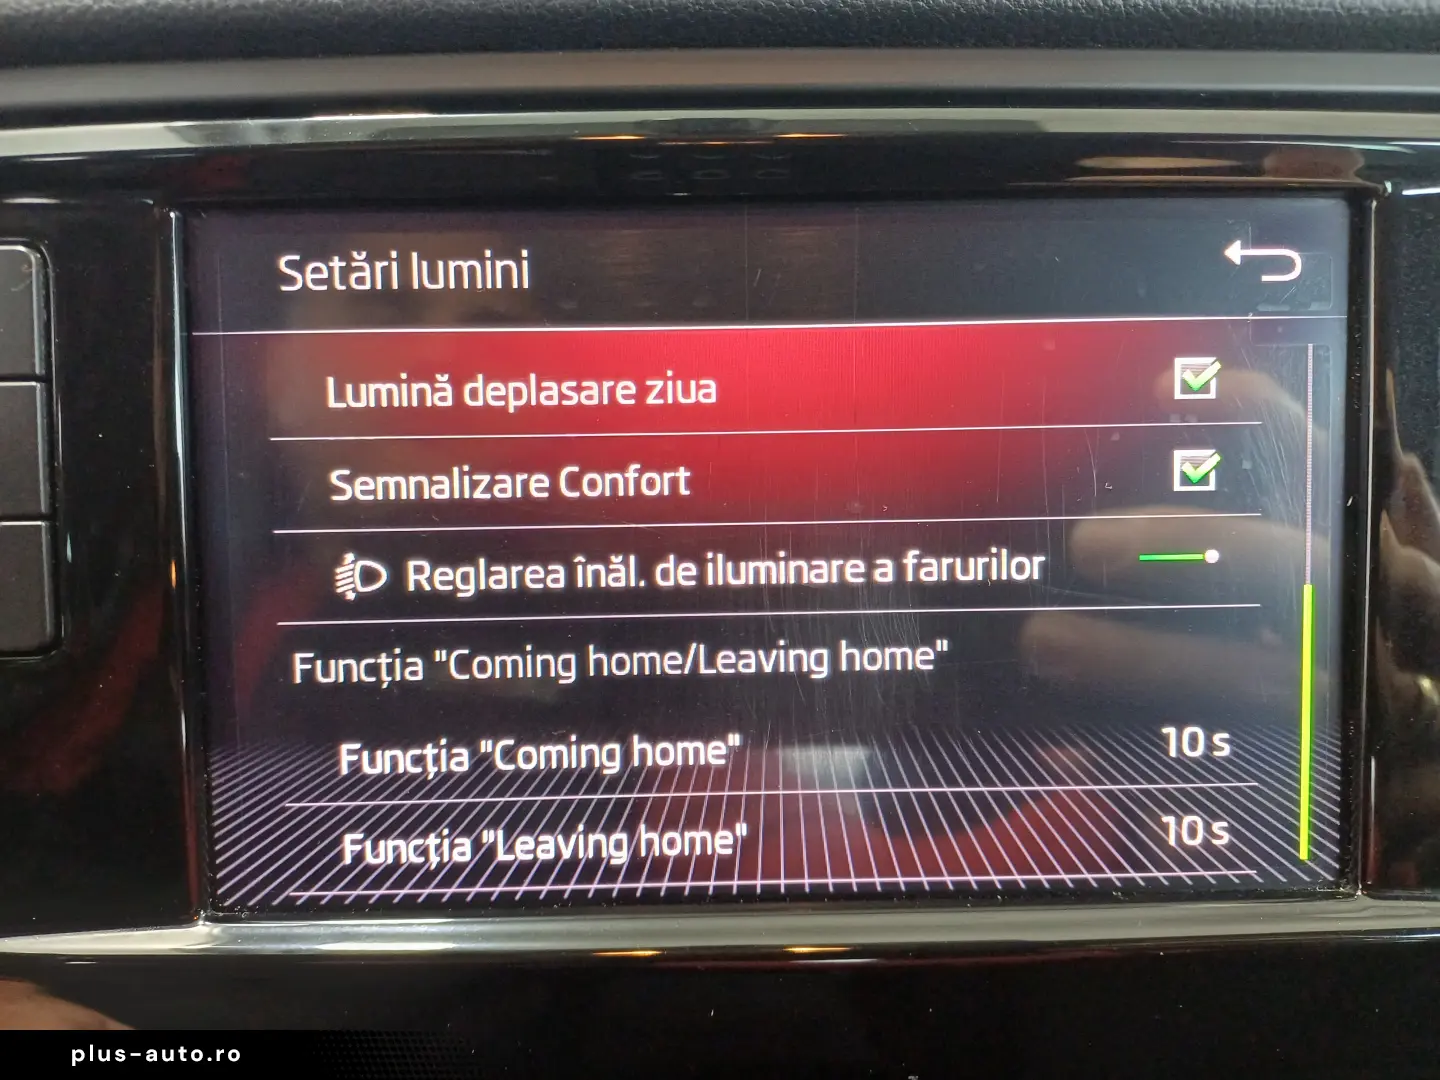 Setări lumini
Lumină deplasare ziua
Semnalizare Confort
Reglarea înăl. de iluminare a farurilor
Funcția "Coming home/Leaving home"
Funcția "Coming home" 10 s
Funcția "Leaving home" 10 s
plus-auto.ro